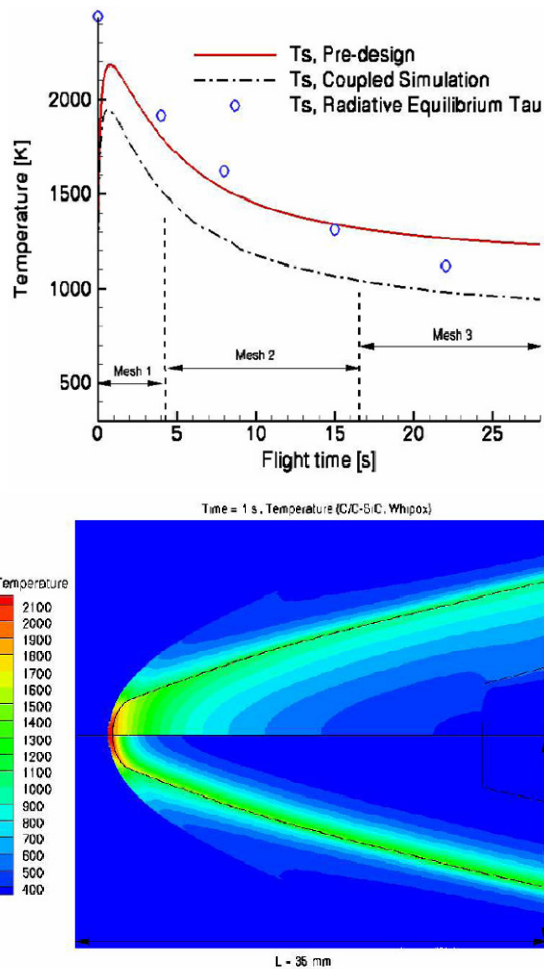 Ts, Pre-design
Ts, Coupled Simulation
Ts, Radiative Equilibrium Tau
Temperature [K]
2000
1500
1000
500
Mesh 1
Mesh 2
Mesh 3
0
5
10
15
20
25
Flight time [s]
Time = 1 s, Temperature (C/C-SiC, Whipox)
Temperature
2100
2000
1900
1800
1700
1600
1500
1400
1300
1200
1100
1000
900
800
700
600
500
400
L - 35 mm